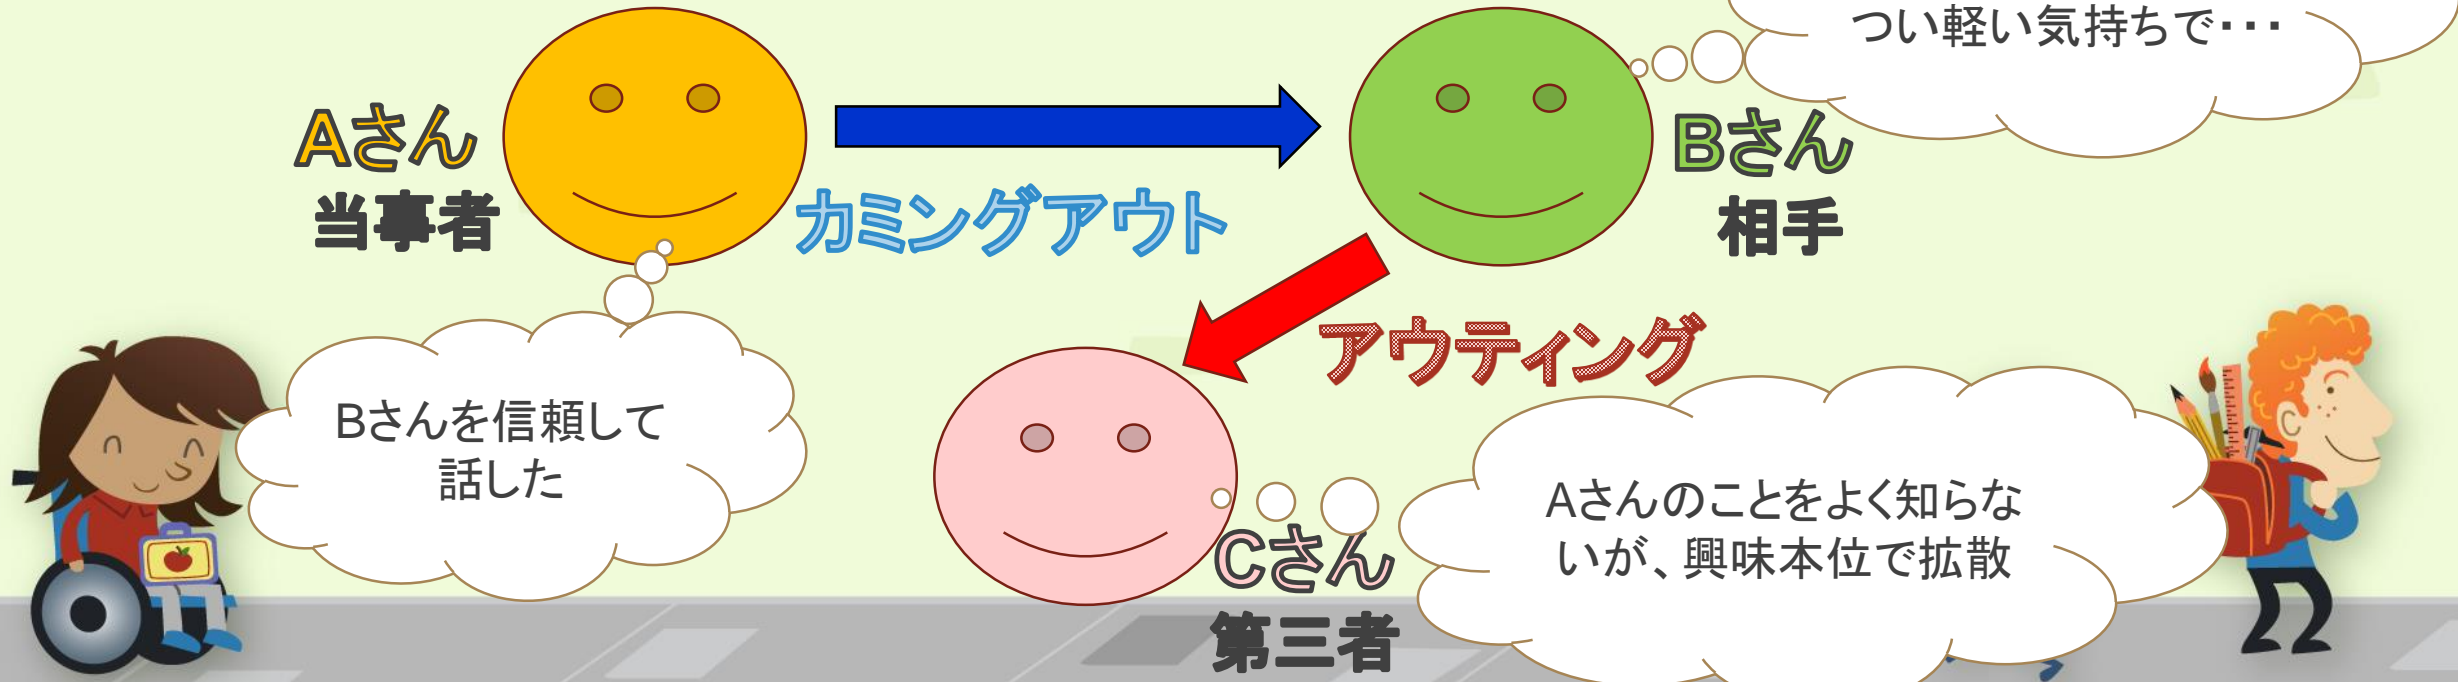 つい軽い気持ちで・・・
Aさん
当事者
カミングアウト
Bさん
相手
アウティング
Bさんを信頼して
話した
Cさん
第三者
Aさんのことをよく知らな
いが、興味本位で拡散